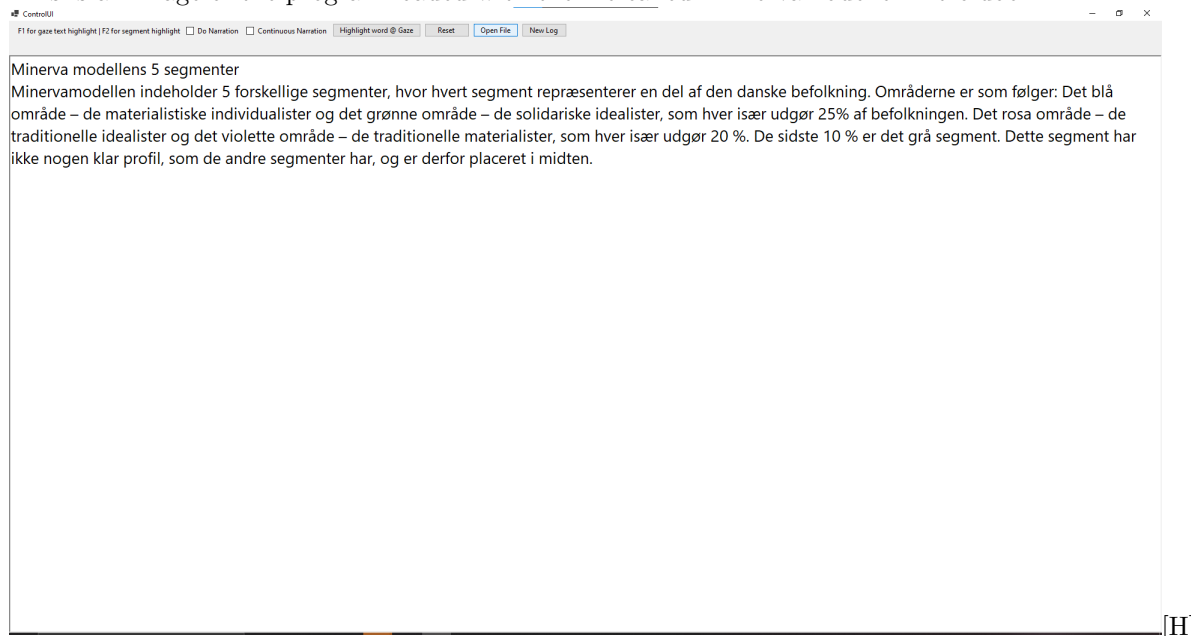 ControlUI
F1 for gaze text highlight | F2 for segment highlight Do Narration Continuous Narration Highlight word @ Gaze Reset Open File New Log
Minerva modellens 5 segmenter
Minervamodellen indeholder 5 forskellige segmenter, hvor hvert segment repræsenterer en del af den danske befolkning. Områderne er som følger: Det blå
område – de materialistiske individualister og det grønne område – de solidariske idealister, som hver især udgør 25% af befolkningen. Det rosa område – de
traditionelle idealister og det violette område – de traditionelle materialister, som hver især udgør 20 %. De sidste 10 % er det grå segment. Dette segment har
ikke nogen klar profil, som de andre segmenter har, og er derfor placeret i midten.
[H]